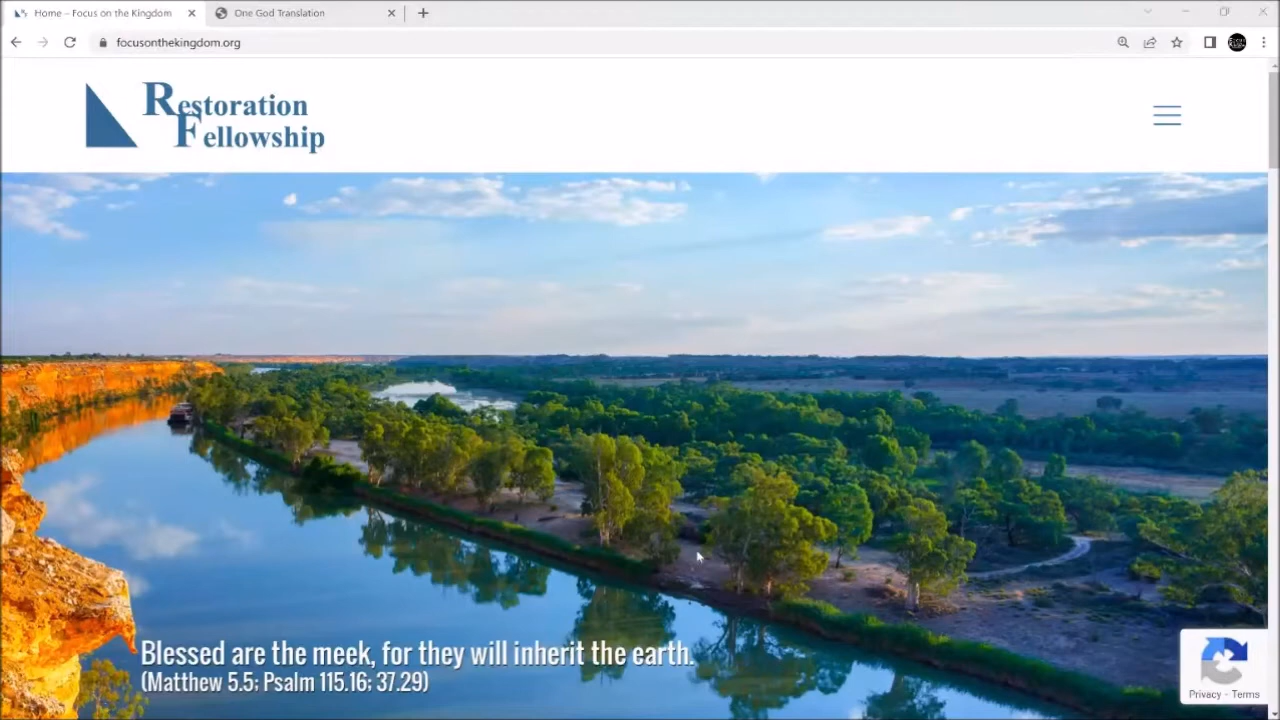 Home – Focus on the Kingdom
One God Translation
focusonthekingdom.org
Restoration
Fellowship
Blessed are the meek, for they will inherit the earth.
(Matthew 5.5; Psalm 115.16; 37.29)
Privacy - Terms